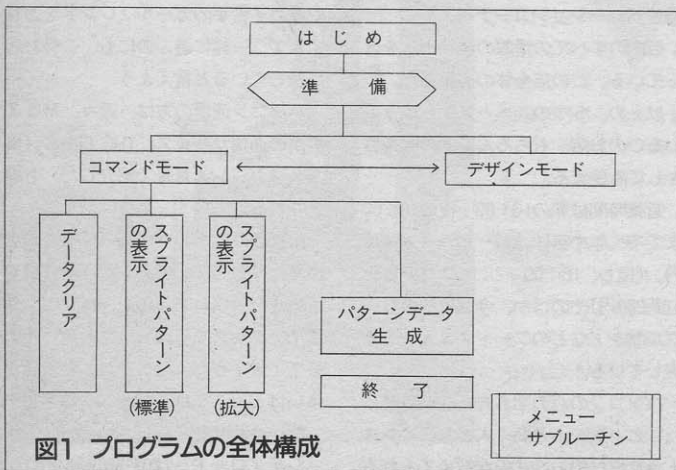 はじめ
準備
コマンドモード
デザインモード
データクリア
スプライトパターン
の表示
(標準)
スプライトパターン
の表示
(拡大)
パターンデータ
生成
終了
メニュー
サブルーチン
図1 プログラムの全体構成